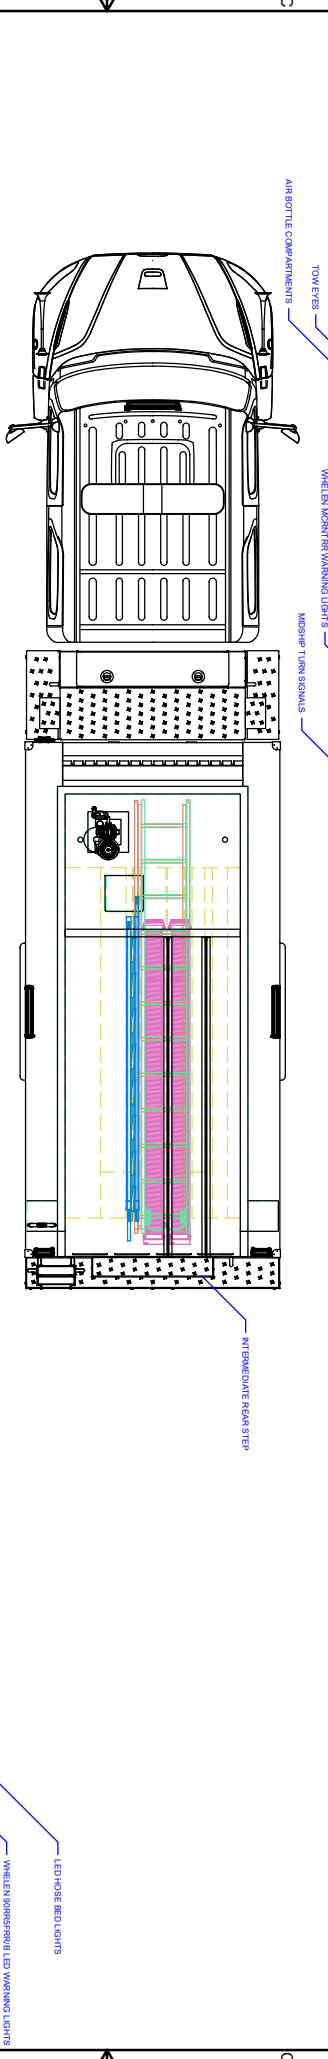 C
AIR BOTTLE COMPARTMENTS
TOW EYES
WHELEN MCRNTRR WARNING LIGHTS
MIDSHIP TURN SIGNALS
INTERMEDIATE REAR STEP
LED HOSE BED LIGHTS
WHELEN 90RR5FRR/B LED WARNING LIGHTS
C